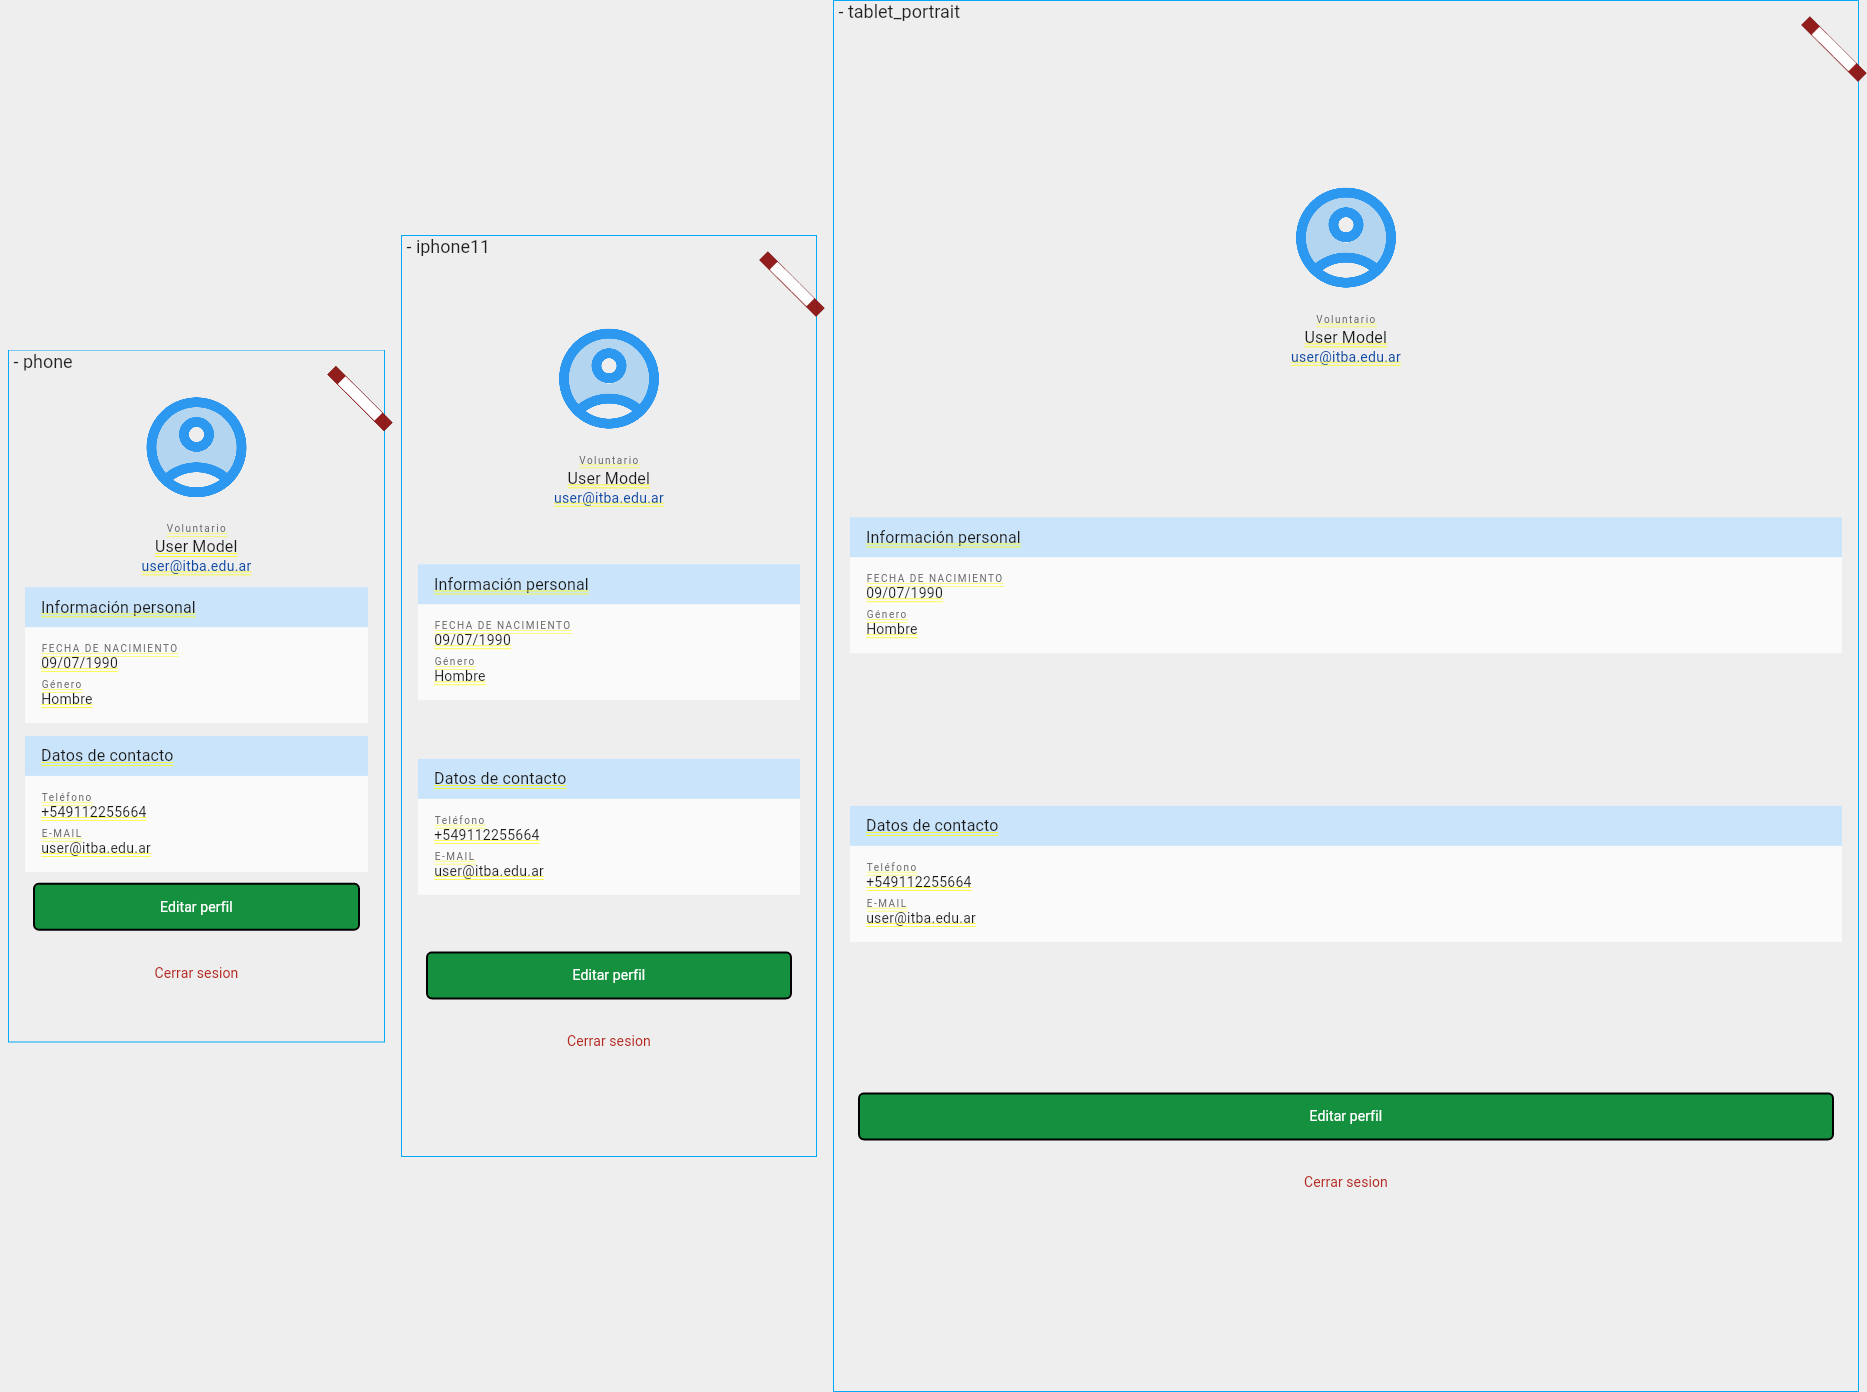 - phone
Voluntario
User Model
user@itba.edu.ar
Información personal
FECHA DE NACIMIENTO
09/07/1990
Género
Hombre
Datos de contacto
Teléfono
+549112255664
E-MAIL
user@itba.edu.ar
Editar perfil
Cerrar sesion
- iphone11
Voluntario
User Model
user@itba.edu.ar
Información personal
FECHA DE NACIMIENTO
09/07/1990
Género
Hombre
Datos de contacto
Teléfono
+549112255664
E-MAIL
user@itba.edu.ar
Editar perfil
Cerrar sesion
- tablet_portrait
Voluntario
User Model
user@itba.edu.ar
Información personal
FECHA DE NACIMIENTO
09/07/1990
Género
Hombre
Datos de contacto
Teléfono
+549112255664
E-MAIL
user@itba.edu.ar
Editar perfil
Cerrar sesion